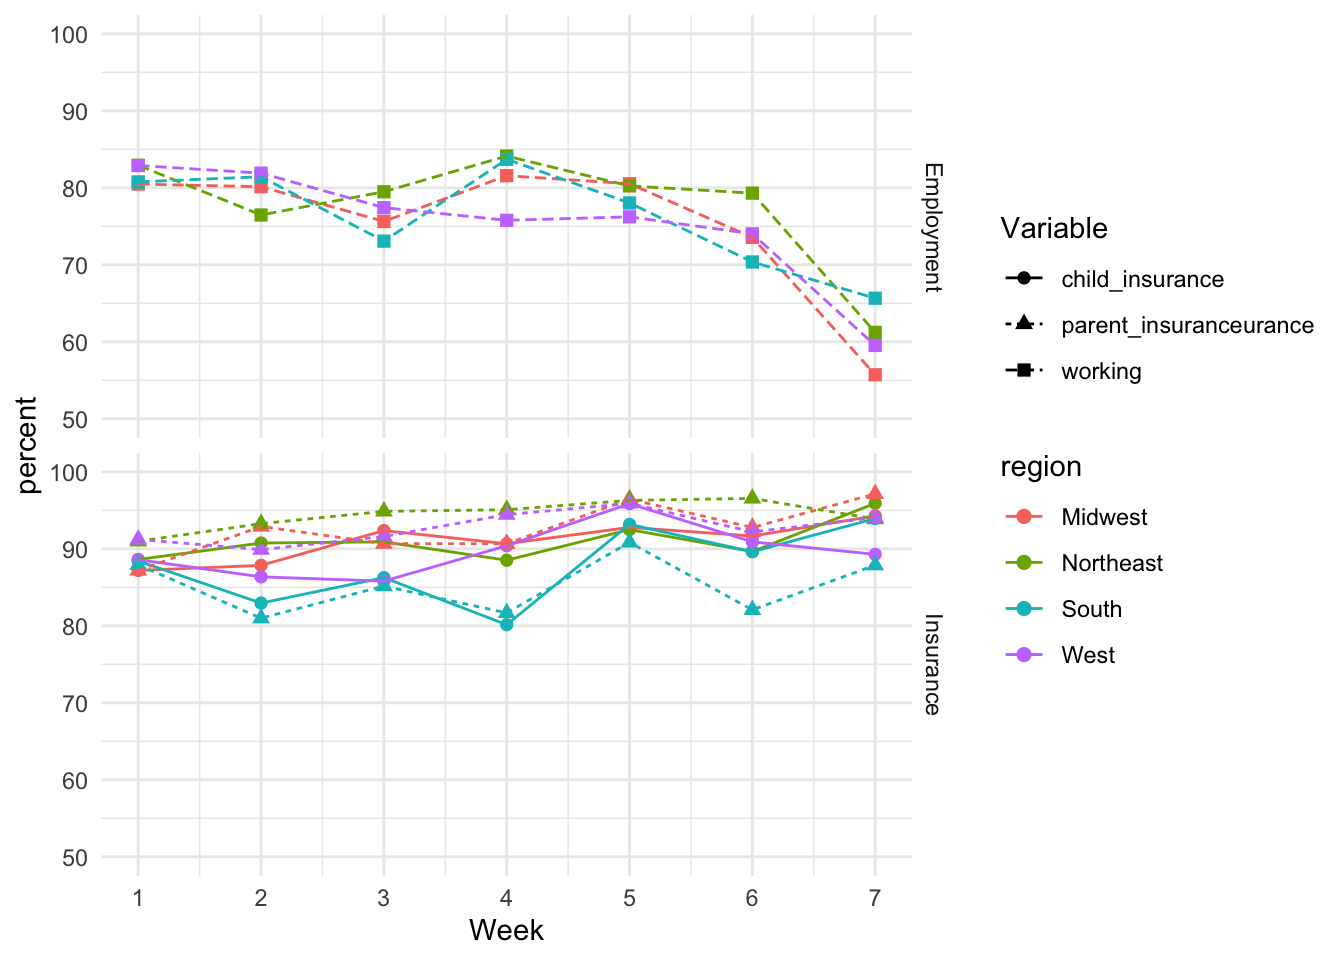 100
90
80
70
60
50
Employment
percent
100
90
80
70
60
50
Insurance
1 2 3 4 5 6 7
Week
Variable
child_insurance
parent_insuranceurance
working
region
Midwest
Northeast
South
West